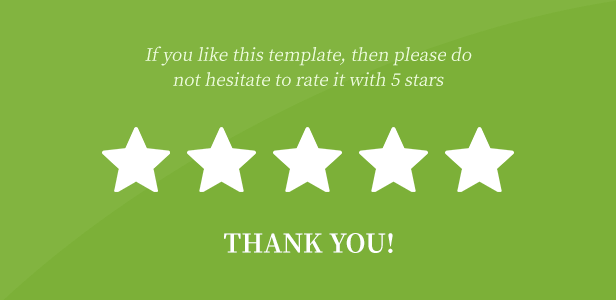 If you like this template, then please do
not hesitate to rate it with 5 stars
THANK YOU!